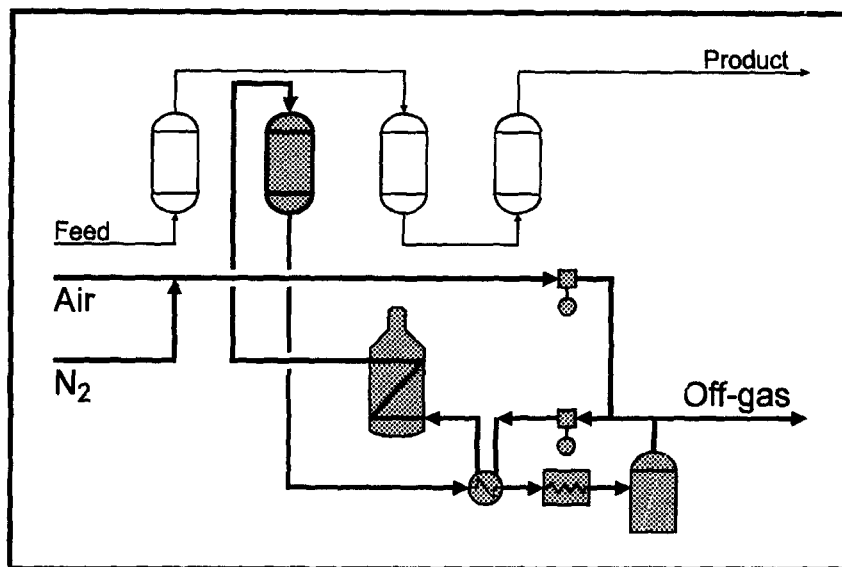 Product
Feed
Air
N₂
Off-gas